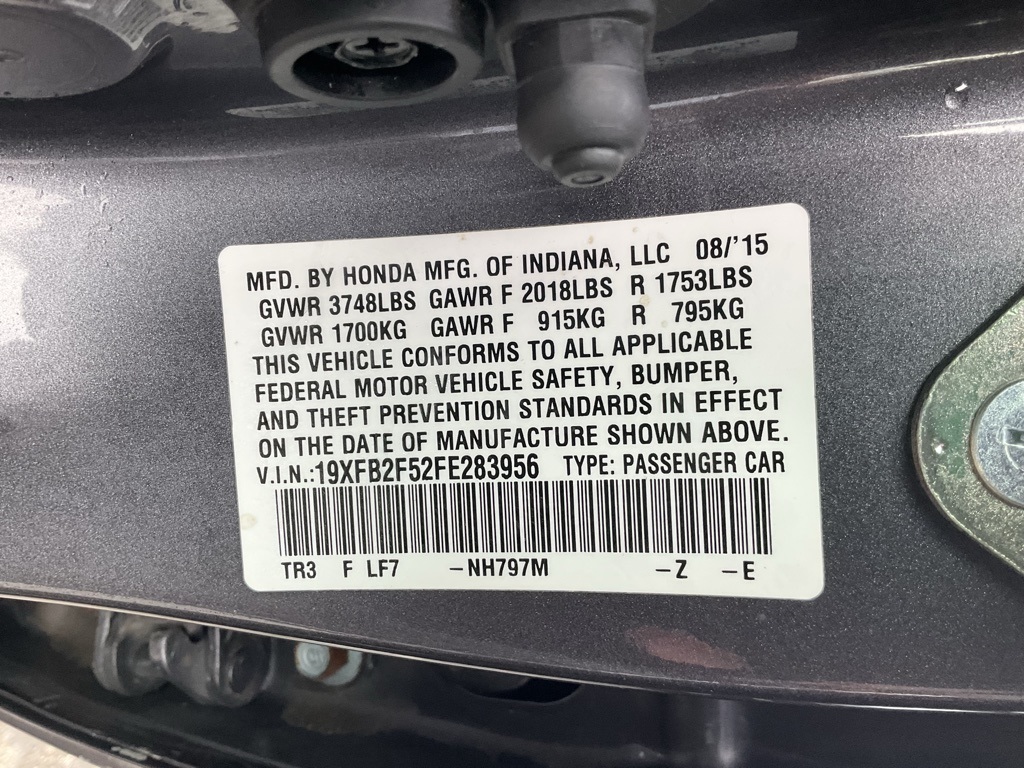 MFD. BY HONDA MFG. OF INDIANA, LLC 08/'15
GVWR 3748LBS GAWR F 2018LBS R 1753LBS
GVWR 1700KG GAWR F 915KG R 795KG
THIS VEHICLE CONFORMS TO ALL APPLICABLE
FEDERAL MOTOR VEHICLE SAFETY, BUMPER,
AND THEFT PREVENTION STANDARDS IN EFFECT
ON THE DATE OF MANUFACTURE SHOWN ABOVE.
V.I.N.:19XFB2F52FE283956 TYPE: PASSENGER CAR
TR3 F LF7 -NH797M -Z -E